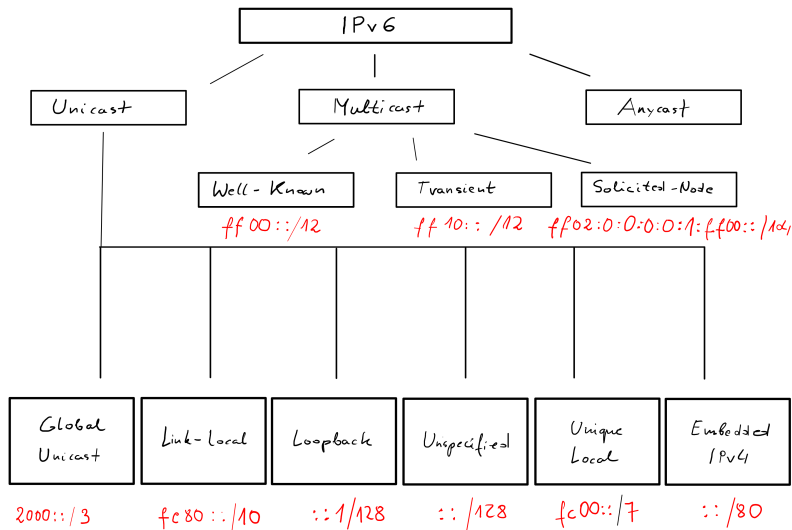 IPv6
Unicast
Multicast
Anycast
Well-Known
Transient
Solicited-Node
ff00::/12
ff10::/12
ff02:0:0:0:0:1:ff00::/104
Global
Unicast
Link-Local
Loopback
Unspecified
Unique
Local
Embedded
IPv4
2000::/3
fe80::/10
::1/128
::/128
fc00::/7
::/80